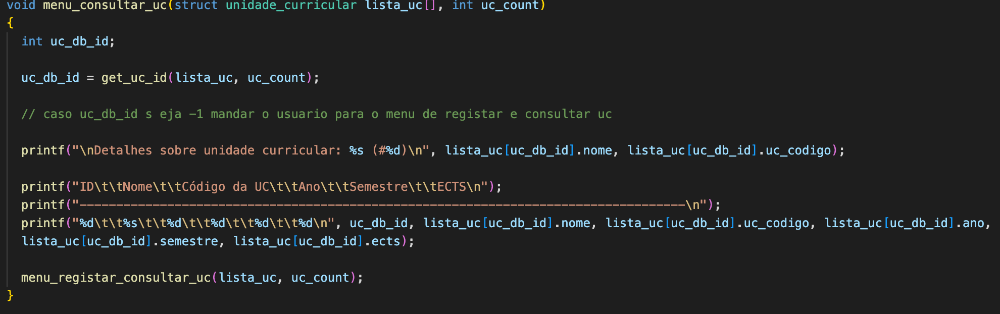 void menu_consultar_uc(struct unidade_curricular lista_uc[], int uc_count)
{
int uc_db_id;
uc_db_id = get_uc_id(lista_uc, uc_count);
// caso uc_db_id s eja -1 mandar o usuario para o menu de registar e consultar uc
printf("\nDetalhes sobre unidade curricular: %s (#%d)\n", lista_uc[uc_db_id].nome, lista_uc[uc_db_id].uc_codigo);
printf("ID\t\tNome\t\tCódigo da UC\t\tAno\t\tSemestre\t\tECTS\n");
printf("-----------------------------------------------------------------------------------\n");
printf("%d\t\t%s\t\t%d\t\t%d\t\t%d\t\t%d\n", uc_db_id, lista_uc[uc_db_id].nome, lista_uc[uc_db_id].uc_codigo, lista_uc[uc_db_id].ano,
lista_uc[uc_db_id].semestre, lista_uc[uc_db_id].ects);
menu_registar_consultar_uc(lista_uc, uc_count);
}